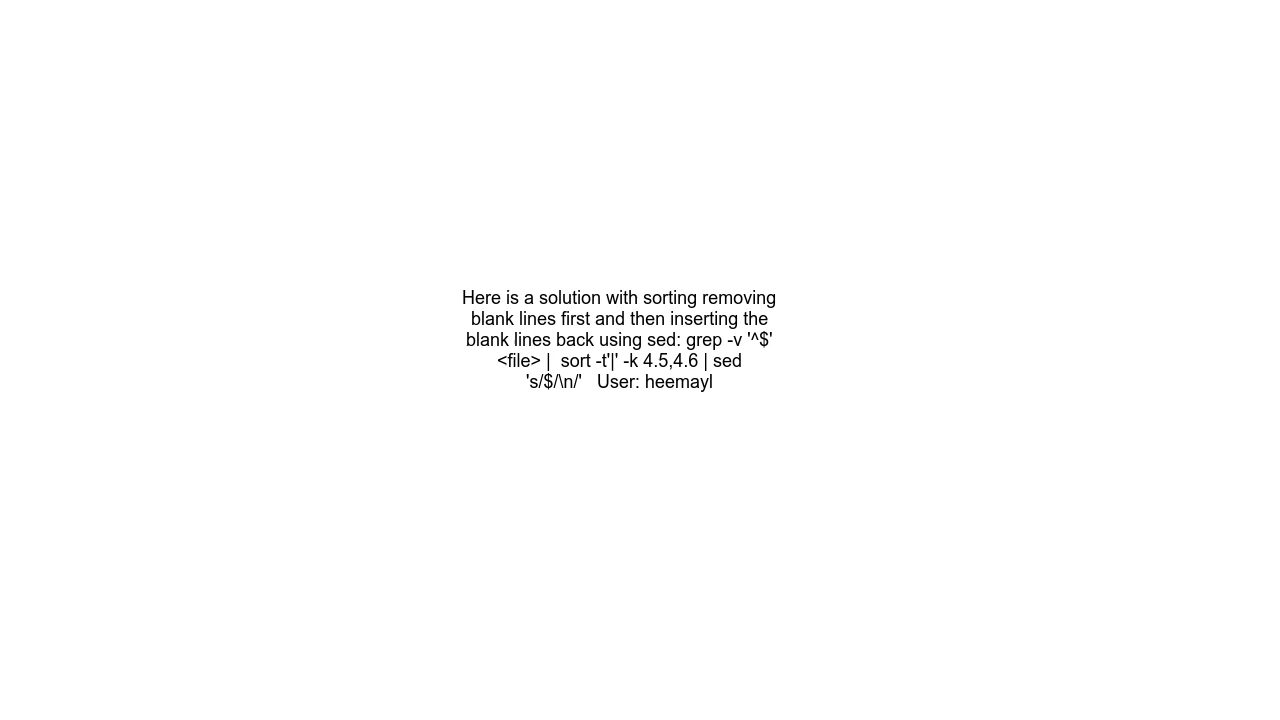 Here is a solution with sorting removing
blank lines first and then inserting the
blank lines back using sed: grep -v '^$'
<file> |  sort -t'|' -k 4.5,4.6 | sed
's/$/\n/'   User: heemayl